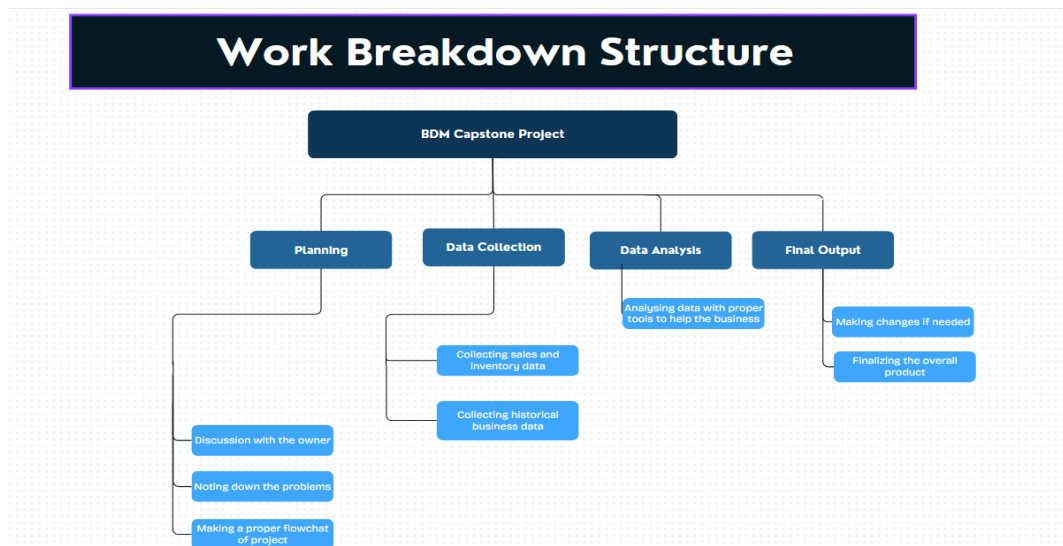 Work Breakdown Structure
BDM Capstone Project
Planning
Data Collection
Data Analysis
Final Output
Analysing data with proper
tools to help the business
Making changes if needed
Collecting sales and
inventory data
Finalizing the overall
product
Collecting historical
business data
Discussion with the owner
Noting down the problems
Making a proper flowchat
of project